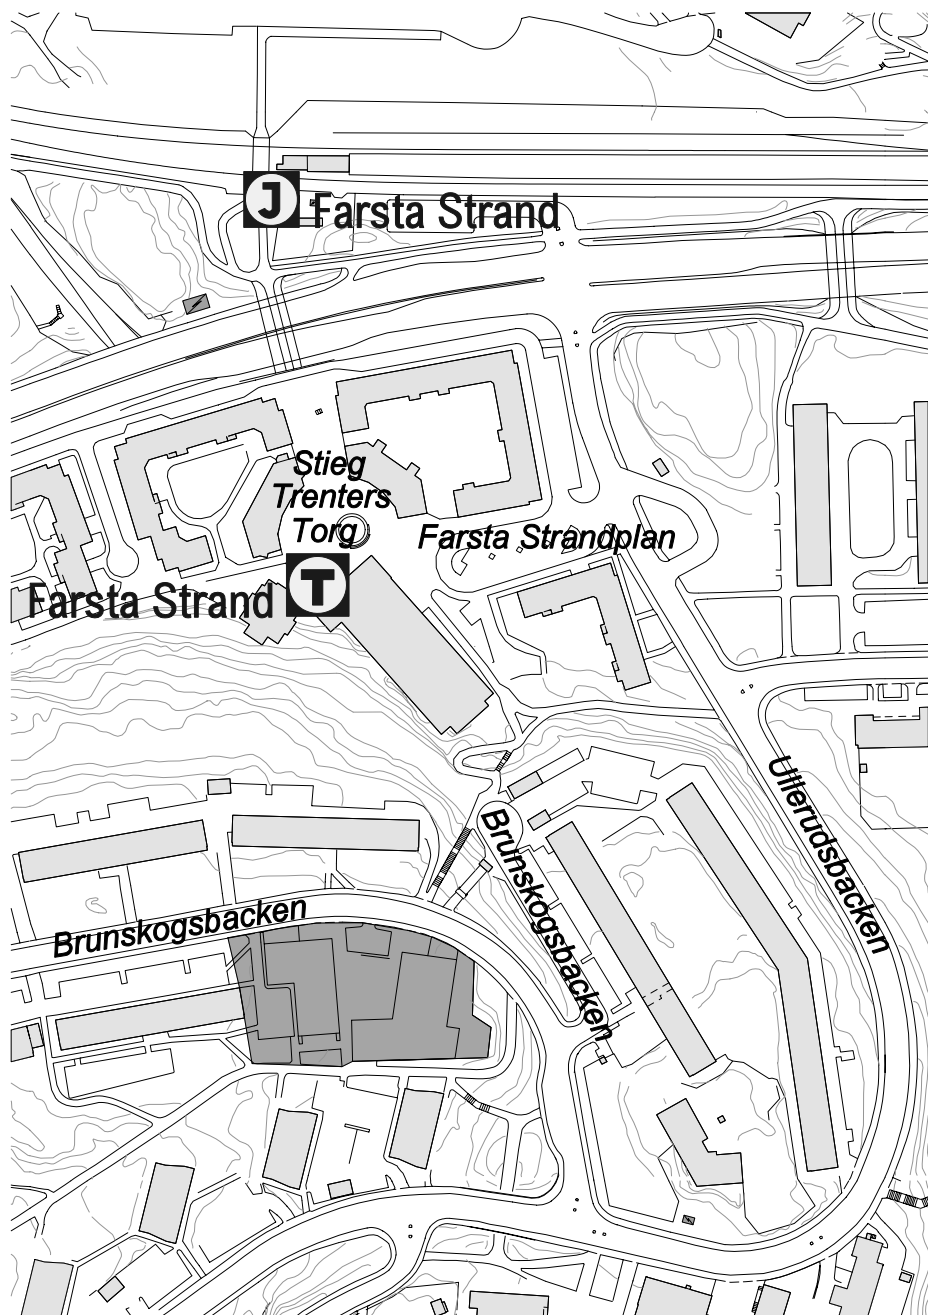 J Farsta Strand
Stieg
Trenters
Torg
Farsta Strandplan
Farsta Strand T
Ullerudsbacken
Brunskogsbacken
Brunskogsbacken